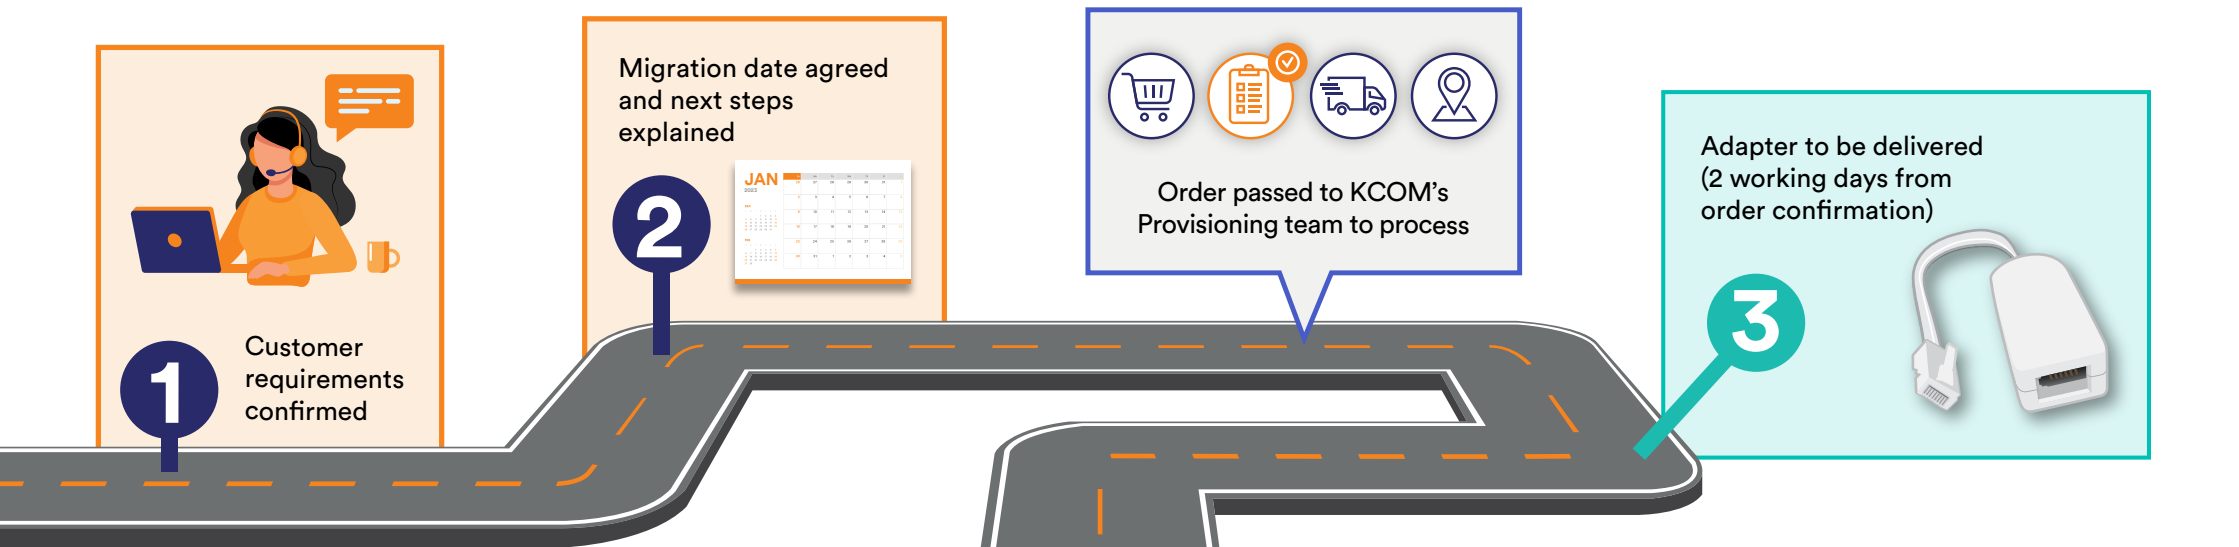 Customer
requirements
confirmed
1
Migration date agreed
and next steps
explained
2
JAN
2023
Order passed to KCOM's
Provisioning team to process
Adapter to be delivered
(2 working days from
order confirmation)
3